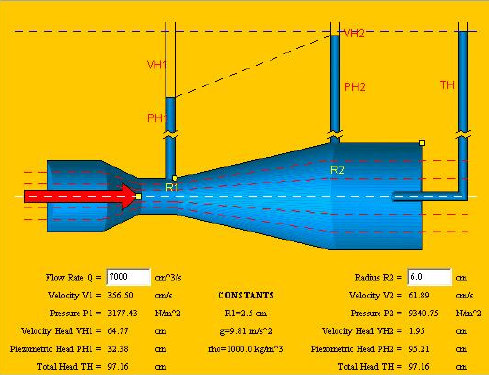 VH1
VH2
PH1
PH2
TH
R1
R2
Flow Rate Q = 7000 cm^3/s
Radius R2 = 6.0 cm
Velocity V1 = 356.50 cm/s
CONSTANTS
Velocity V2 = 61.89 cm/s
Pressure P1 = 3177.43 N/m^2
R1=2.5 cm
Pressure P2 = 9340.75 N/m^2
Velocity Head VH1 = 64.77 cm
g=9.81 m/s^2
Velocity Head VH2 = 1.95 cm
Piezometric Head PH1 = 32.38 cm
rho=1000.0 kg/m^3
Piezometric Head PH2 = 95.21 cm
Total Head TH = 97.16 cm
Total Head TH = 97.16 cm